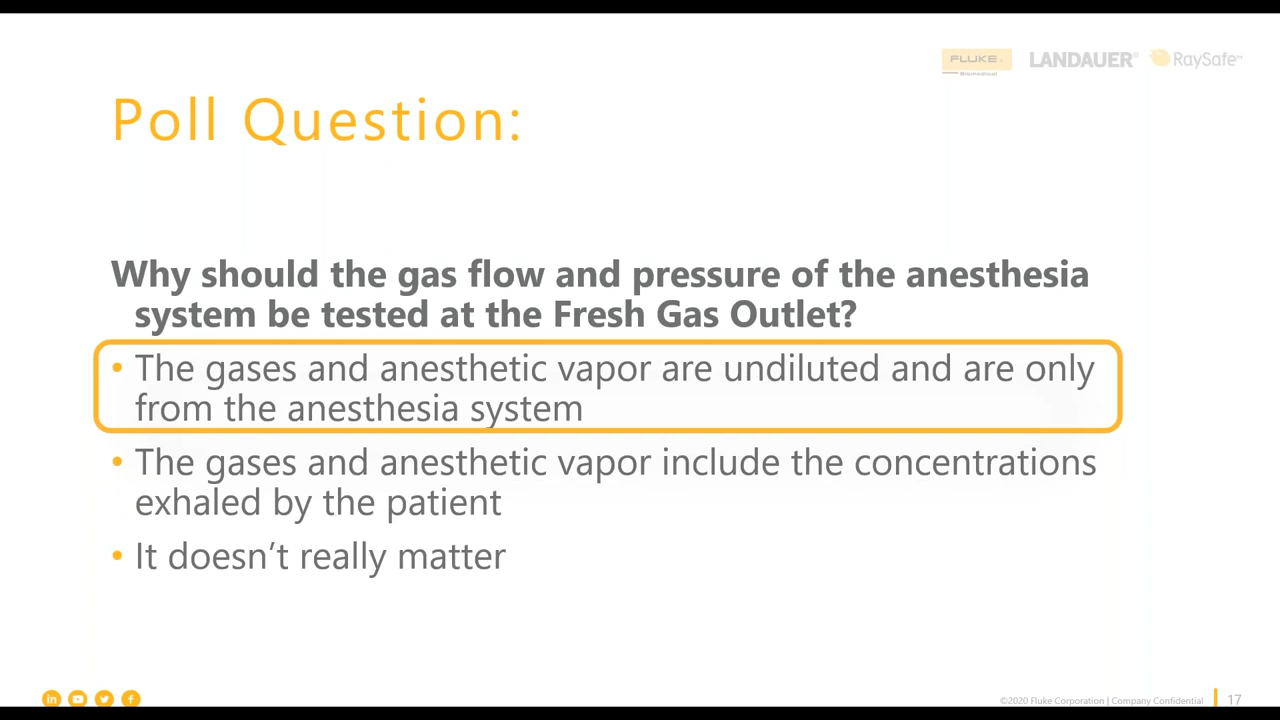 FLUKE
Biomedical
LANDAUER®
RaySafe™
Poll Question:
Why should the gas flow and pressure of the anesthesia
system be tested at the Fresh Gas Outlet?
• The gases and anesthetic vapor are undiluted and are only
from the anesthesia system
• The gases and anesthetic vapor include the concentrations
exhaled by the patient
• It doesn’t really matter
©2020 Fluke Corporation | Company Confidential
17